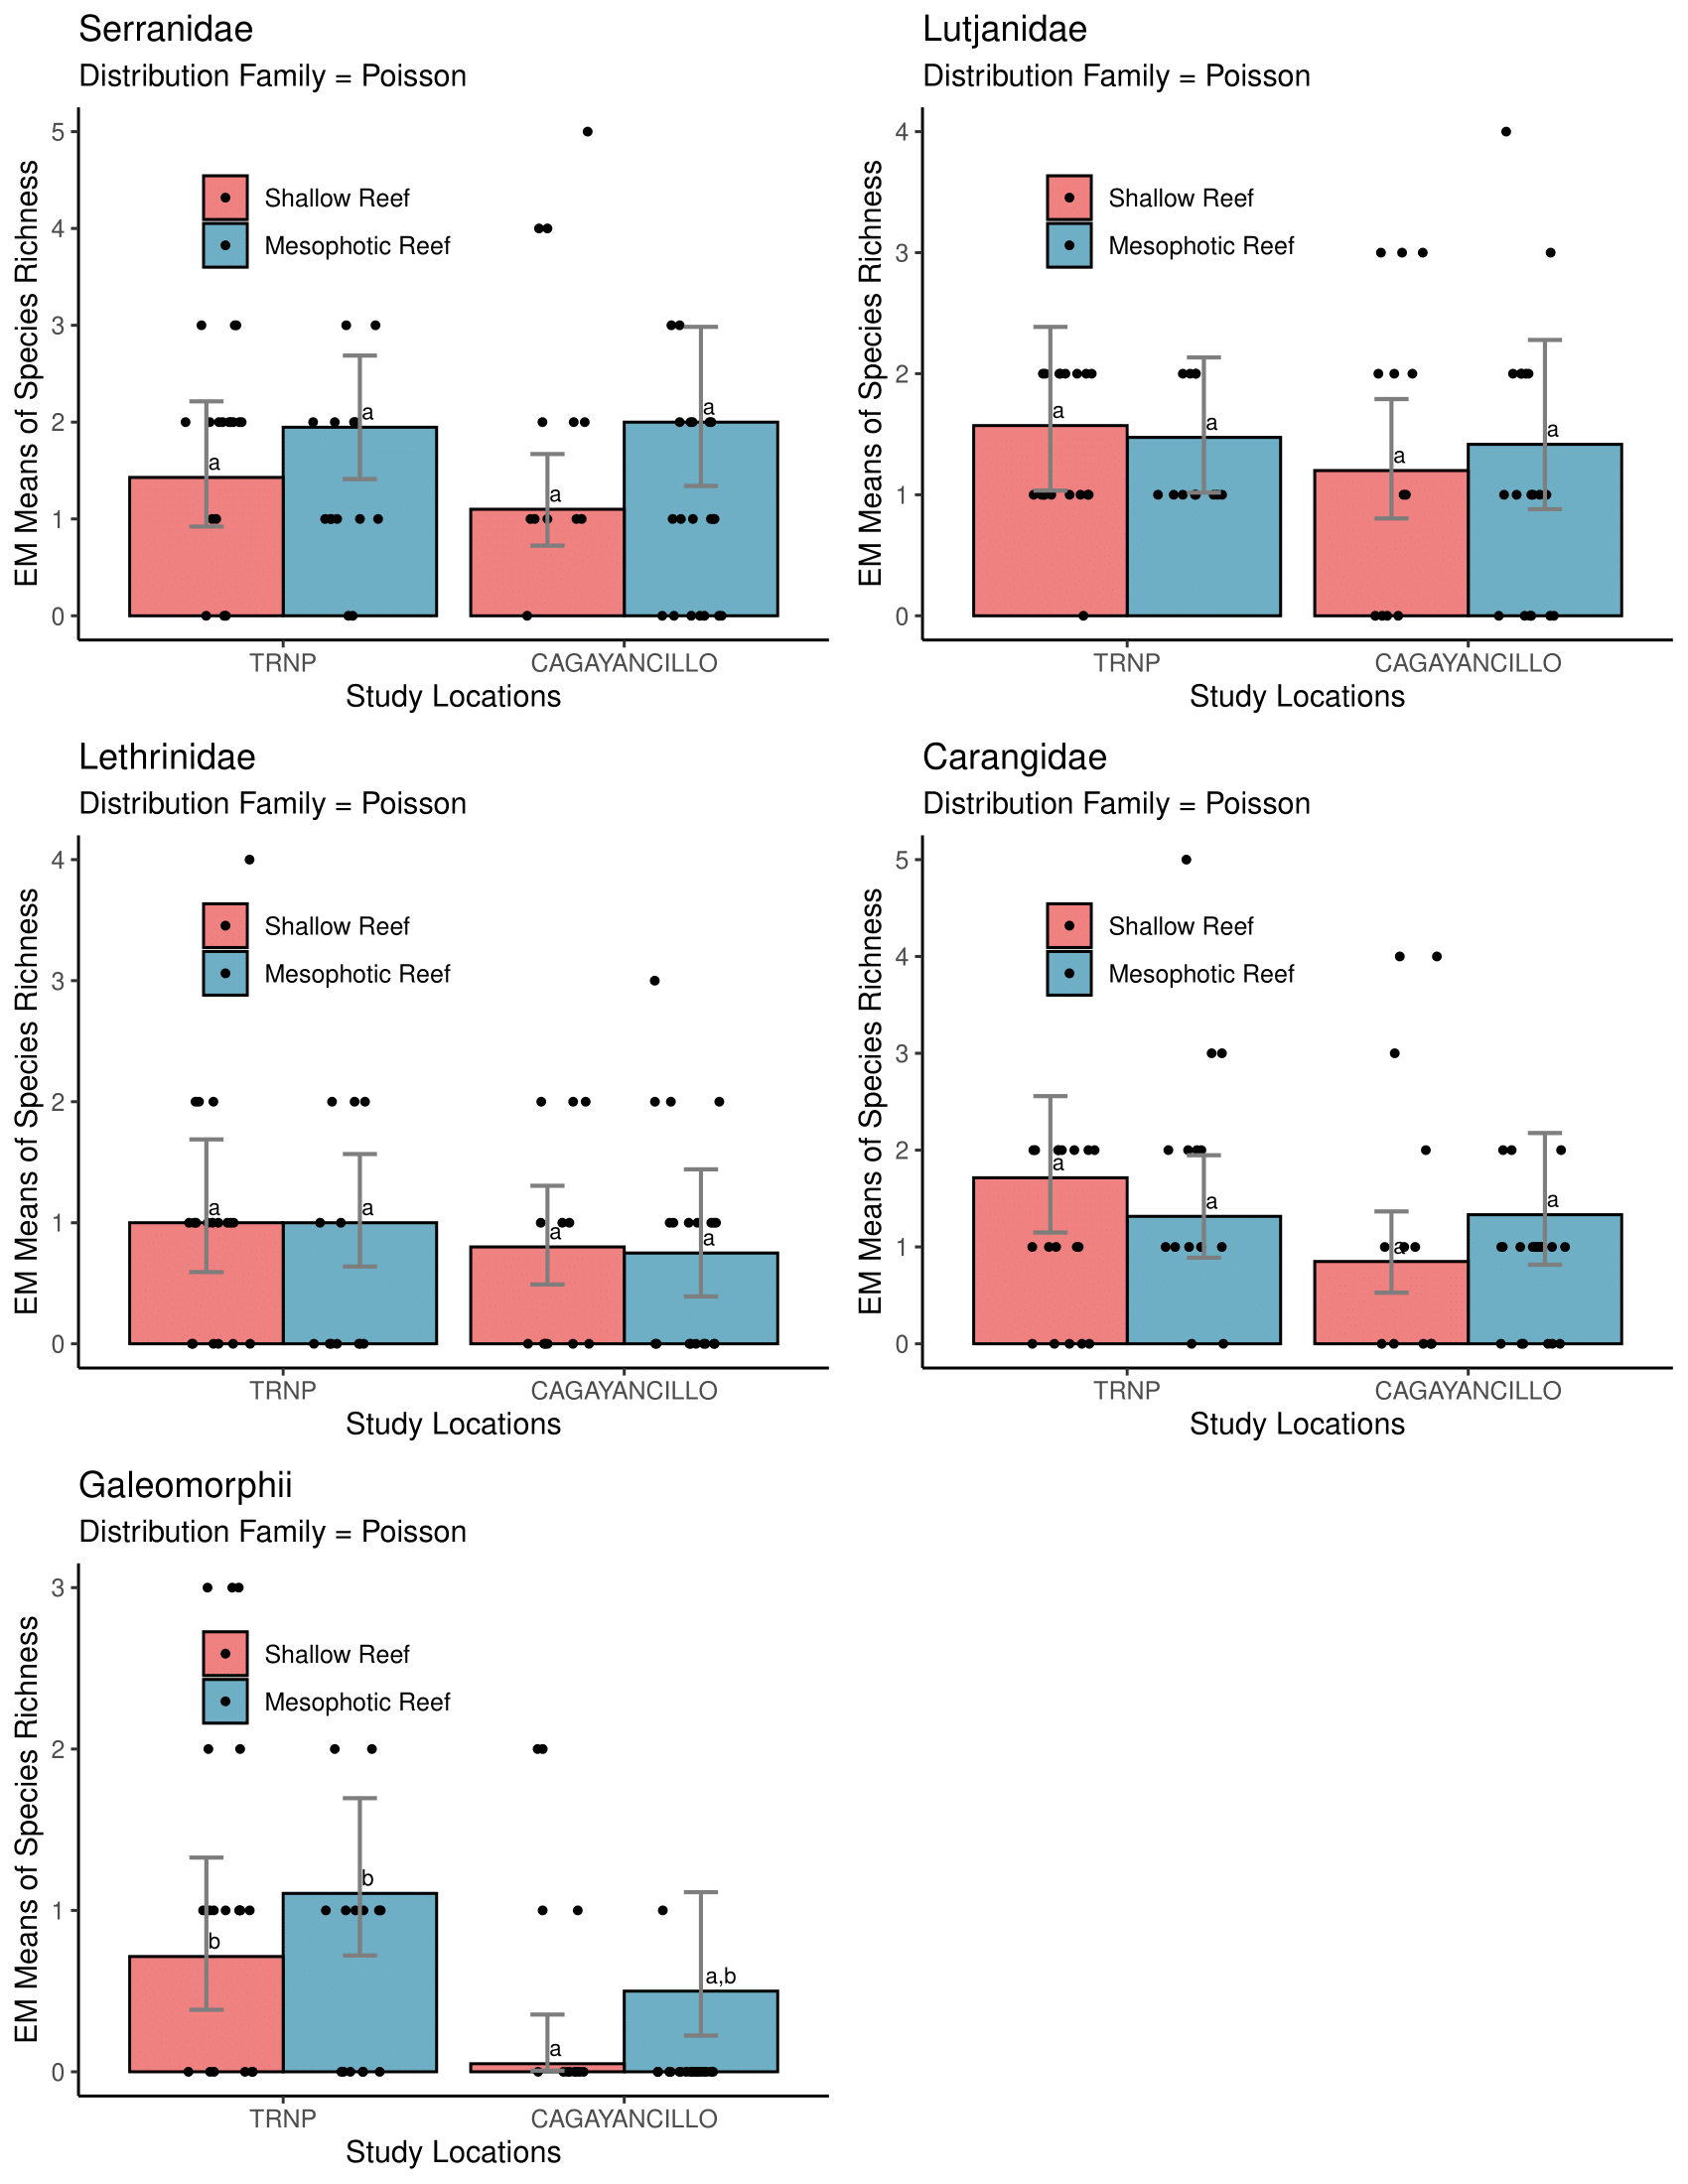 Serranidae
Distribution Family = Poisson
EM Means of Species Richness
5
4
3
2
1
0
Shallow Reef
Mesophotic Reef
a
a
a
a
TRNP
CAGAYANCILLO
Study Locations
Lutjanidae
Distribution Family = Poisson
EM Means of Species Richness
4
3
2
1
0
Shallow Reef
Mesophotic Reef
a
a
a
a
TRNP
CAGAYANCILLO
Study Locations
Lethrinidae
Distribution Family = Poisson
EM Means of Species Richness
4
3
2
1
0
Shallow Reef
Mesophotic Reef
a
a
a
a
TRNP
CAGAYANCILLO
Study Locations
Carangidae
Distribution Family = Poisson
EM Means of Species Richness
5
4
3
2
1
0
Shallow Reef
Mesophotic Reef
a
a
a
a
TRNP
CAGAYANCILLO
Study Locations
Galeomorphii
Distribution Family = Poisson
EM Means of Species Richness
3
2
1
0
Shallow Reef
Mesophotic Reef
b
b
a
a,b
TRNP
CAGAYANCILLO
Study Locations